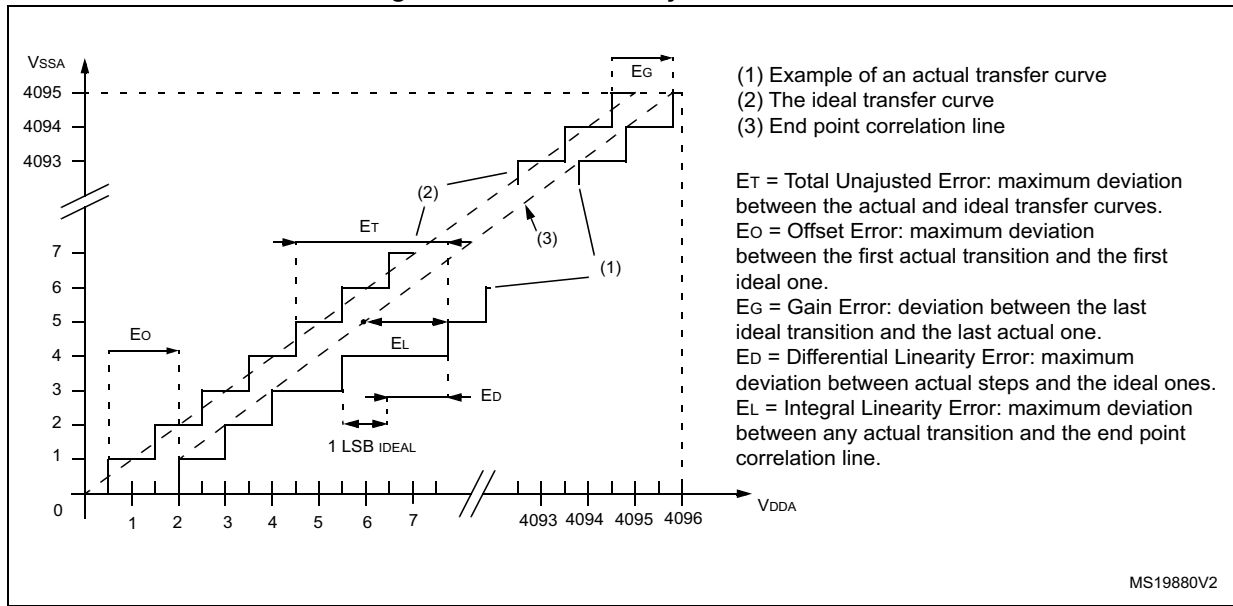 VSSA
EG
4095
4094
4093
(2)
ET
(3)
(1)
7
6
5
4
3
2
1
0
EO
EL
ED
1 LSB IDEAL
1 2 3 4 5 6 7 4093 4094 4095 4096
VDDA
(1) Example of an actual transfer curve
(2) The ideal transfer curve
(3) End point correlation line
ET = Total Unajusted Error: maximum deviation
between the actual and ideal transfer curves.
EO = Offset Error: maximum deviation
between the first actual transition and the first
ideal one.
EG = Gain Error: deviation between the last
ideal transition and the last actual one.
ED = Differential Linearity Error: maximum
deviation between actual steps and the ideal ones.
EL = Integral Linearity Error: maximum deviation
between any actual transition and the end point
correlation line.
MS19880V2